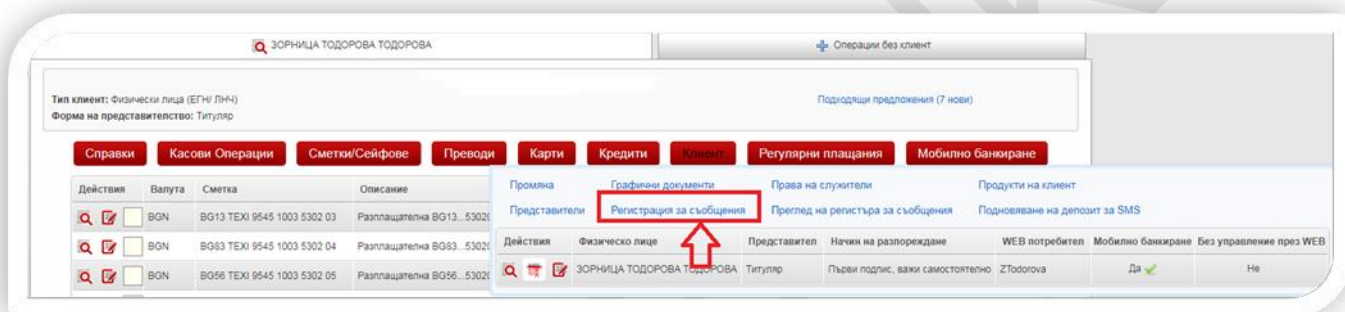 ЗОРНИЦА ТОДОРОВА ТОДОРОВА
Операции без клиент
Тип клиент: Физически лица (ЕГН/ ЛНЧ)
Подходящи предложения (7 нови)
Форма на представителство: Титуляр
Справки Касови Операции Сметки/Сейфове Преводи Карти Кредити Клиент Регулярни плащания Мобилно банкиране
Действия Валута Сметка Описание
BGN BG13 TEXI 9545 1003 5302 03 Разплащателна BG13...5302
BGN BG83 TEXI 9545 1003 5302 04 Разплащателна BG83...5302
BGN BG56 TEXI 9545 1003 5302 05 Разплащателна BG56...5302
Промяна Графични документи Права на служители Продукти на клиент
Представители Регистрация за съобщения Преглед на регистъра за съобщения Подновяване на депозит за SMS
Действия Физическо лице Представител Начин на разпореждане WEB потребител Мобилно банкиране Без управление през WEB
ЗОРНИЦА ТОДОРОВА ТОДОРОВА Титуляр Първи подпис, важи самостоятелно ZTodorova Да Не